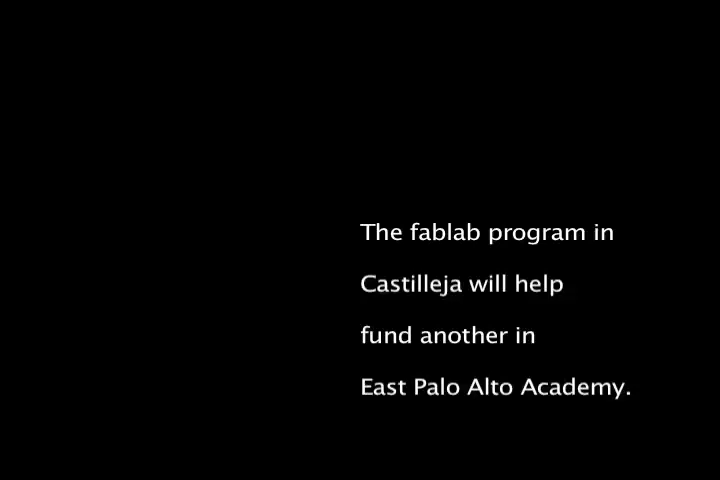 The fablab program in
Castilleja will help
fund another in
East Palo Alto Academy.